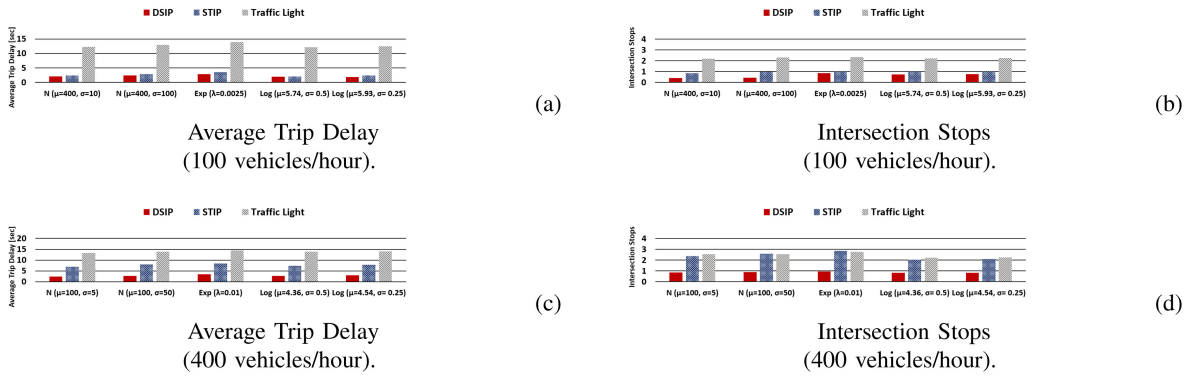 DSIP STIP Traffic Light
Average Trip Delay [sec]
15
10
5
0
N (μ=400, σ=10) N (μ=400, σ=100) Exp (λ=0.0025) Log (μ=5.74, σ= 0.5) Log (μ=5.93, σ= 0.25)
(a)
Average Trip Delay
(100 vehicles/hour).
DSIP STIP Traffic Light
Intersection Stops
4
3
2
1
0
N (μ=400, σ=10) N (μ=400, σ=100) Exp (λ=0.0025) Log (μ=5.74, σ= 0.5) Log (μ=5.93, σ= 0.25)
(b)
Intersection Stops
(100 vehicles/hour).
DSIP STIP Traffic Light
Average Trip Delay [sec]
20
15
10
5
0
N (μ=100, σ=5) N (μ=100, σ=50) Exp (λ=0.01) Log (μ=4.36, σ= 0.5) Log (μ=4.54, σ= 0.25)
(c)
Average Trip Delay
(400 vehicles/hour).
DSIP STIP Traffic Light
Intersection Stops
4
3
2
1
0
N (μ=100, σ=5) N (μ=100, σ=50) Exp (λ=0.01) Log (μ=4.36, σ= 0.5) Log (μ=4.54, σ= 0.25)
(d)
Intersection Stops
(400 vehicles/hour).